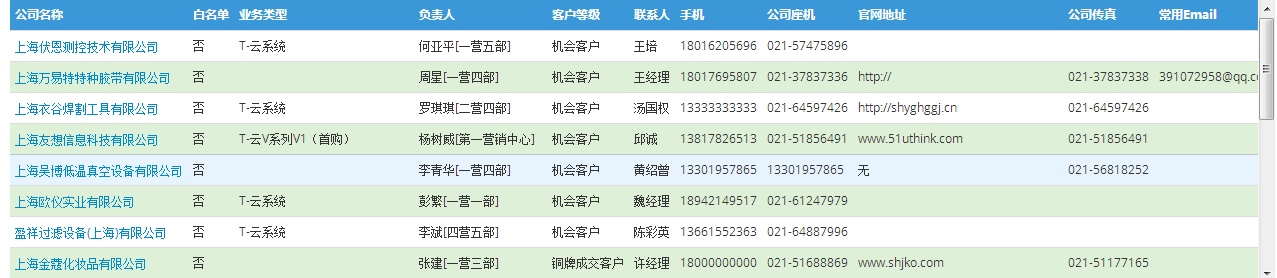 公司名称 白名单 业务类型 负责人 客户等级 联系人 手机 公司座机 官网地址 公司传真 常用Email
上海伏恩测控技术有限公司 否 T-云系统 何亚平[一营五部] 机会客户 王培 18016205696 021-57475896
上海万易特特种胶带有限公司 否 周星[一营四部] 机会客户 王经理 18017695807 021-37837336 http:// 021-37837338 391072958@qq.co
上海衣谷焊割工具有限公司 否 T-云系统 罗琪琪[二营四部] 机会客户 汤国权 13333333333 021-64597426 http://shyghggj.cn 021-64597426
上海友想信息科技有限公司 否 T-云V系列V1（首购） 杨树威[第一营销中心] 机会客户 邱诚 13817826513 021-51856491 www.51uthink.com 021-51856491
上海昊博低温真空设备有限公司 否 李青华[一营四部] 机会客户 黄绍曾 13301957865 13301957865 无 021-56818252
上海欧仪实业有限公司 否 T-云系统 彭繁[一营一部] 机会客户 魏经理 18942149517 021-61247979
盈祥过滤设备(上海)有限公司 否 T-云系统 李斌[四营五部] 机会客户 陈彩英 13661552363 021-64887996
上海金蔻化妆品有限公司 否 张建[一营三部] 铜牌成交客户 许经理 18000000000 021-51688869 www.shjko.com 021-51177165